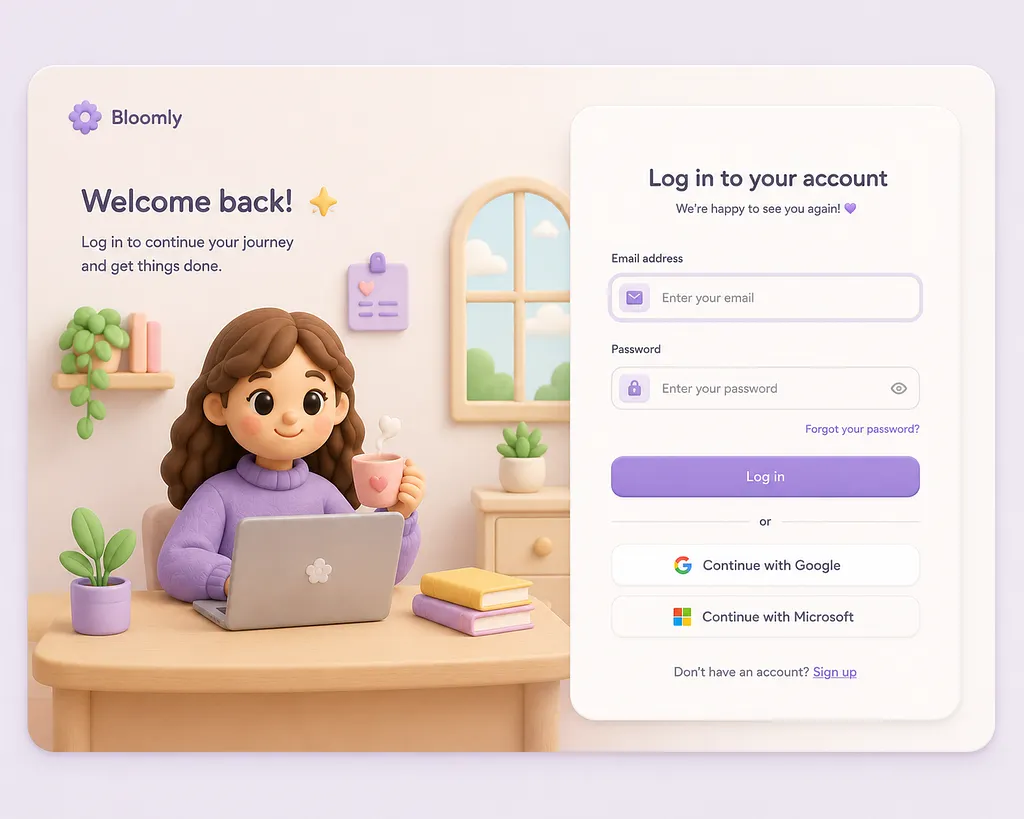 Bloomly
Welcome back!
Log in to continue your journey
and get things done.
Log in to your account
We're happy to see you again! 💜
Email address
Enter your email
Password
Enter your password
Forgot your password?
Log in
or
Continue with Google
Continue with Microsoft
Don't have an account? Sign up